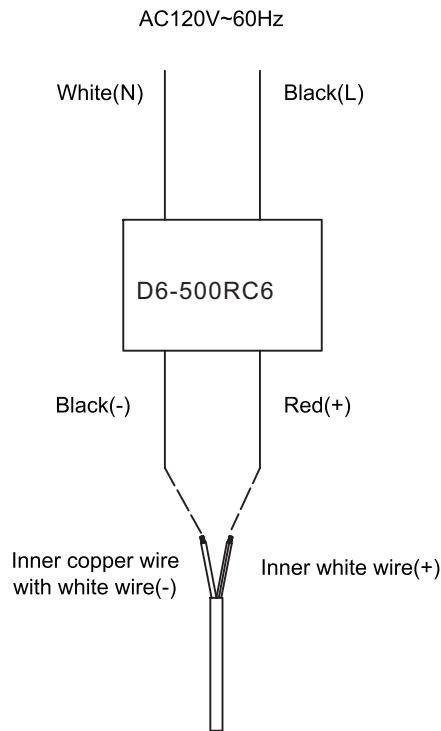 AC120V~60Hz
White(N)
Black(L)
D6-500RC6
Black(-)
Red(+)
Inner copper wire
with white wire(-)
Inner white wire(+)